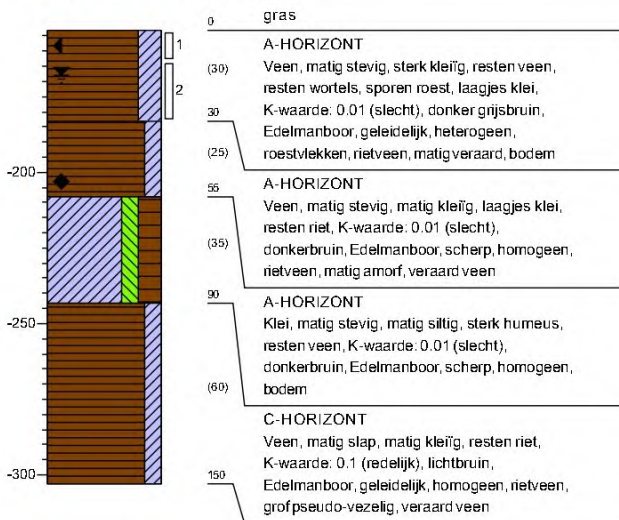 0
gras
1
2
-200
-250
-300
(30)
30
(25)
55
(35)
90
(60)
150
A-HORIZONT
Veen, matig stevig, sterk kleiïg, resten veen,
resten wortels, sporen roest, laagjes klei,
K-waarde: 0.01 (slecht), donker grijsbruin,
Edelmanboor, geleidelijk, heterogeen,
roestvlekken, rietveen, matig veraard, bodem
A-HORIZONT
Veen, matig stevig, matig kleiïg, laagjes klei,
resten riet, K-waarde: 0.01 (slecht),
donkerbruin, Edelmanboor, scherp, homogeen,
rietveen, matig amorf, veraard veen
A-HORIZONT
Klei, matig stevig, matig siltig, sterk humeus,
resten veen, K-waarde: 0.01 (slecht),
donkerbruin, Edelmanboor, scherp, homogeen,
bodem
C-HORIZONT
Veen, matig slap, matig kleiïg, resten riet,
K-waarde: 0.1 (redelijk), lichtbruin,
Edelmanboor, geleidelijk, homogeen, rietveen,
grof pseudo-vezelig, veraard veen